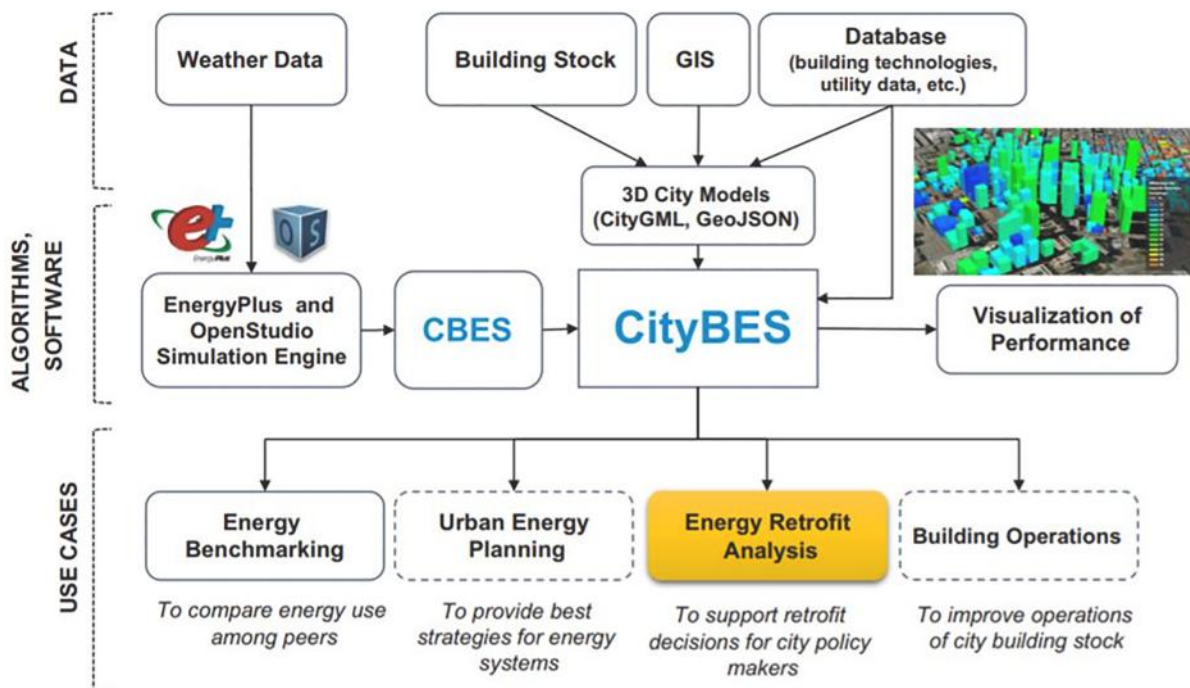 DATA
Weather Data
Building Stock
GIS
Database
(building technologies,
utility data, etc.)
3D City Models
(CityGML, GeoJSON)
ALGORITHMS,
SOFTWARE
e+
EnergyPlus
OS
EnergyPlus and
OpenStudio
Simulation Engine
CBES
CityBES
Visualization of
Performance
USE CASES
Energy
Benchmarking
Urban Energy
Planning
Energy Retrofit
Analysis
Building Operations
To compare energy use
among peers
To provide best
strategies for energy
systems
To support retrofit
decisions for city policy
makers
To improve operations
of city building stock